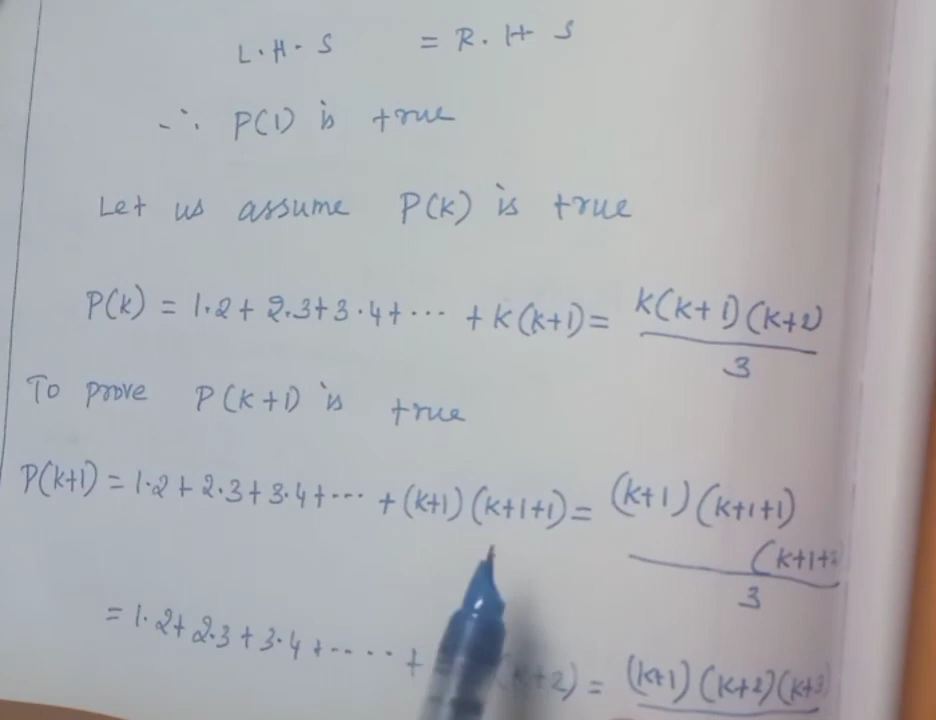 L.H.S = R.H S
∴ P(1) is true
Let us assume P(K) is true
P(K) = 1.2 + 2.3 + 3.4 + ... + K(K+1) = K(K+1)(K+2)
3
To prove P(K+1) is true
P(K+1) = 1.2 + 2.3 + 3.4 + ... + (K+1)(K+1+1) = (K+1)(K+1+1)
(K+1+
3
= 1.2 + 2.3 + 3.4 + ..... + K+2) = (K+1)(K+2)(K+3)